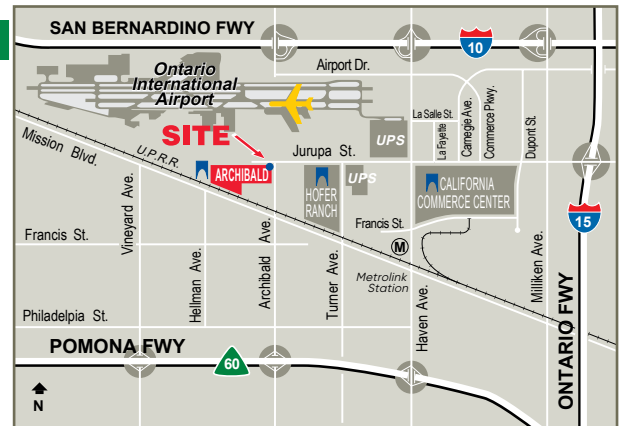 SAN BERNARDINO FWY
10
Airport Dr.
Ontario
International
Airport
La Salle St.
La Fayette
Carnegie Ave.
Commerce Pkwy.
Dupont St.
UPS
Mission Blvd.
U.P.R.R.
SITE
Jurupa St.
ARCHIBALD
HOFER
RANCH
UPS
CALIFORNIA
COMMERCE CENTER
15
Francis St.
Francis St.
Vineyard Ave.
Hellman Ave.
Archibald Ave.
Turner Ave.
M
Metrolink
Station
Haven Ave.
Milliken Ave.
ONTARIO FWY
Philadelpia St.
POMONA FWY
60
N